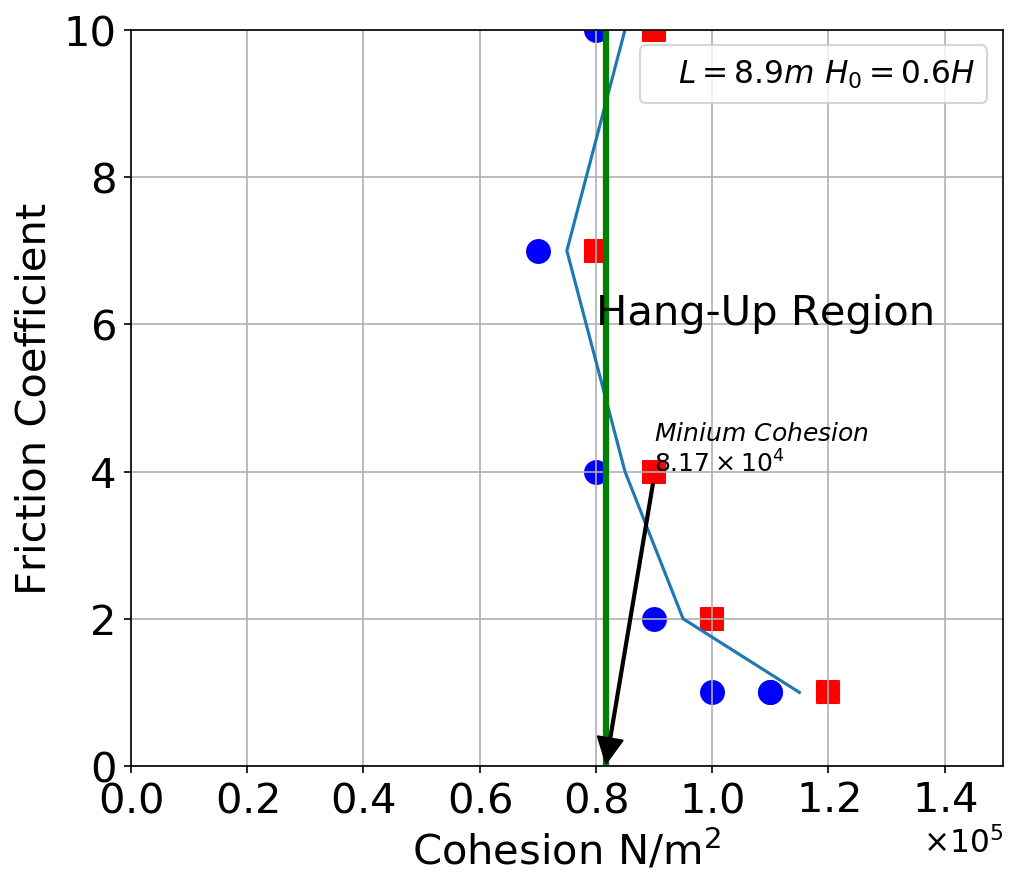 10
8
6
4
2
0
Friction Coefficient
L = 8.9m H₀ = 0.6H
Hang-Up Region
Minium Cohesion
8.17 × 10⁴
0.0 0.2 0.4 0.6 0.8 1.0 1.2 1.4
×10⁵
Cohesion N/m²